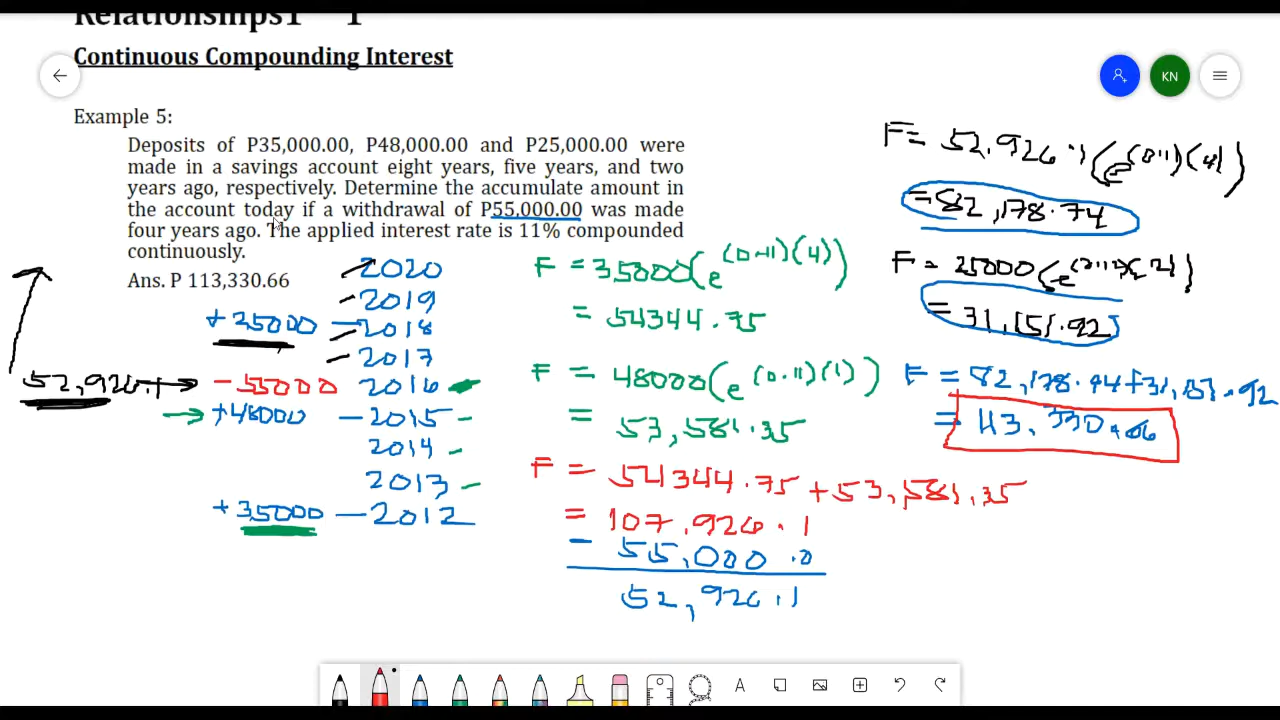 Relationships
Continuous Compounding Interest
KN
Example 5:
Deposits of P35,000.00, P48,000.00 and P25,000.00 were
made in a savings account eight years, five years, and two
years ago, respectively. Determine the accumulate amount in
the account today if a withdrawal of P55,000.00 was made
four years ago. The applied interest rate is 11% compounded
continuously.
Ans. P 113,330.66
2020
2019
+25000 — 2018
2017
52,926.1 → -55000 2016
→ +48000 — 2015
2014
2013
+35000 — 2012
F = 35000(e^(0.11)(4))
= 54344.75
F = 48000(e^(0.11)(1))
= 53,581.35
F = 54344.75 + 53,581.35
= 107,926.1
- 55,000.0
52,926.1
F = 52,926.1(e^(0.11)(4))
= 82,178.74
F = 25000(e^(0.11)(2))
= 31,151.92
F = 82,178.74 + 31,151.92
= 113,330.66
A